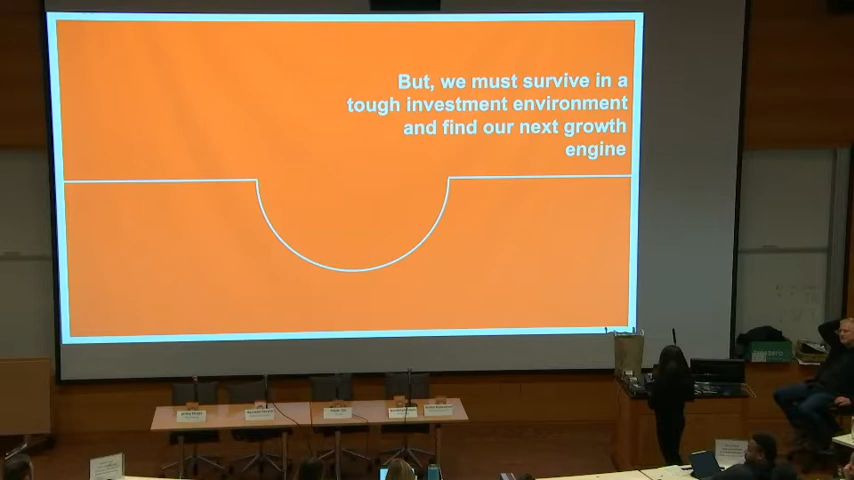 But, we must survive in a
tough investment environment
and find our next growth
engine